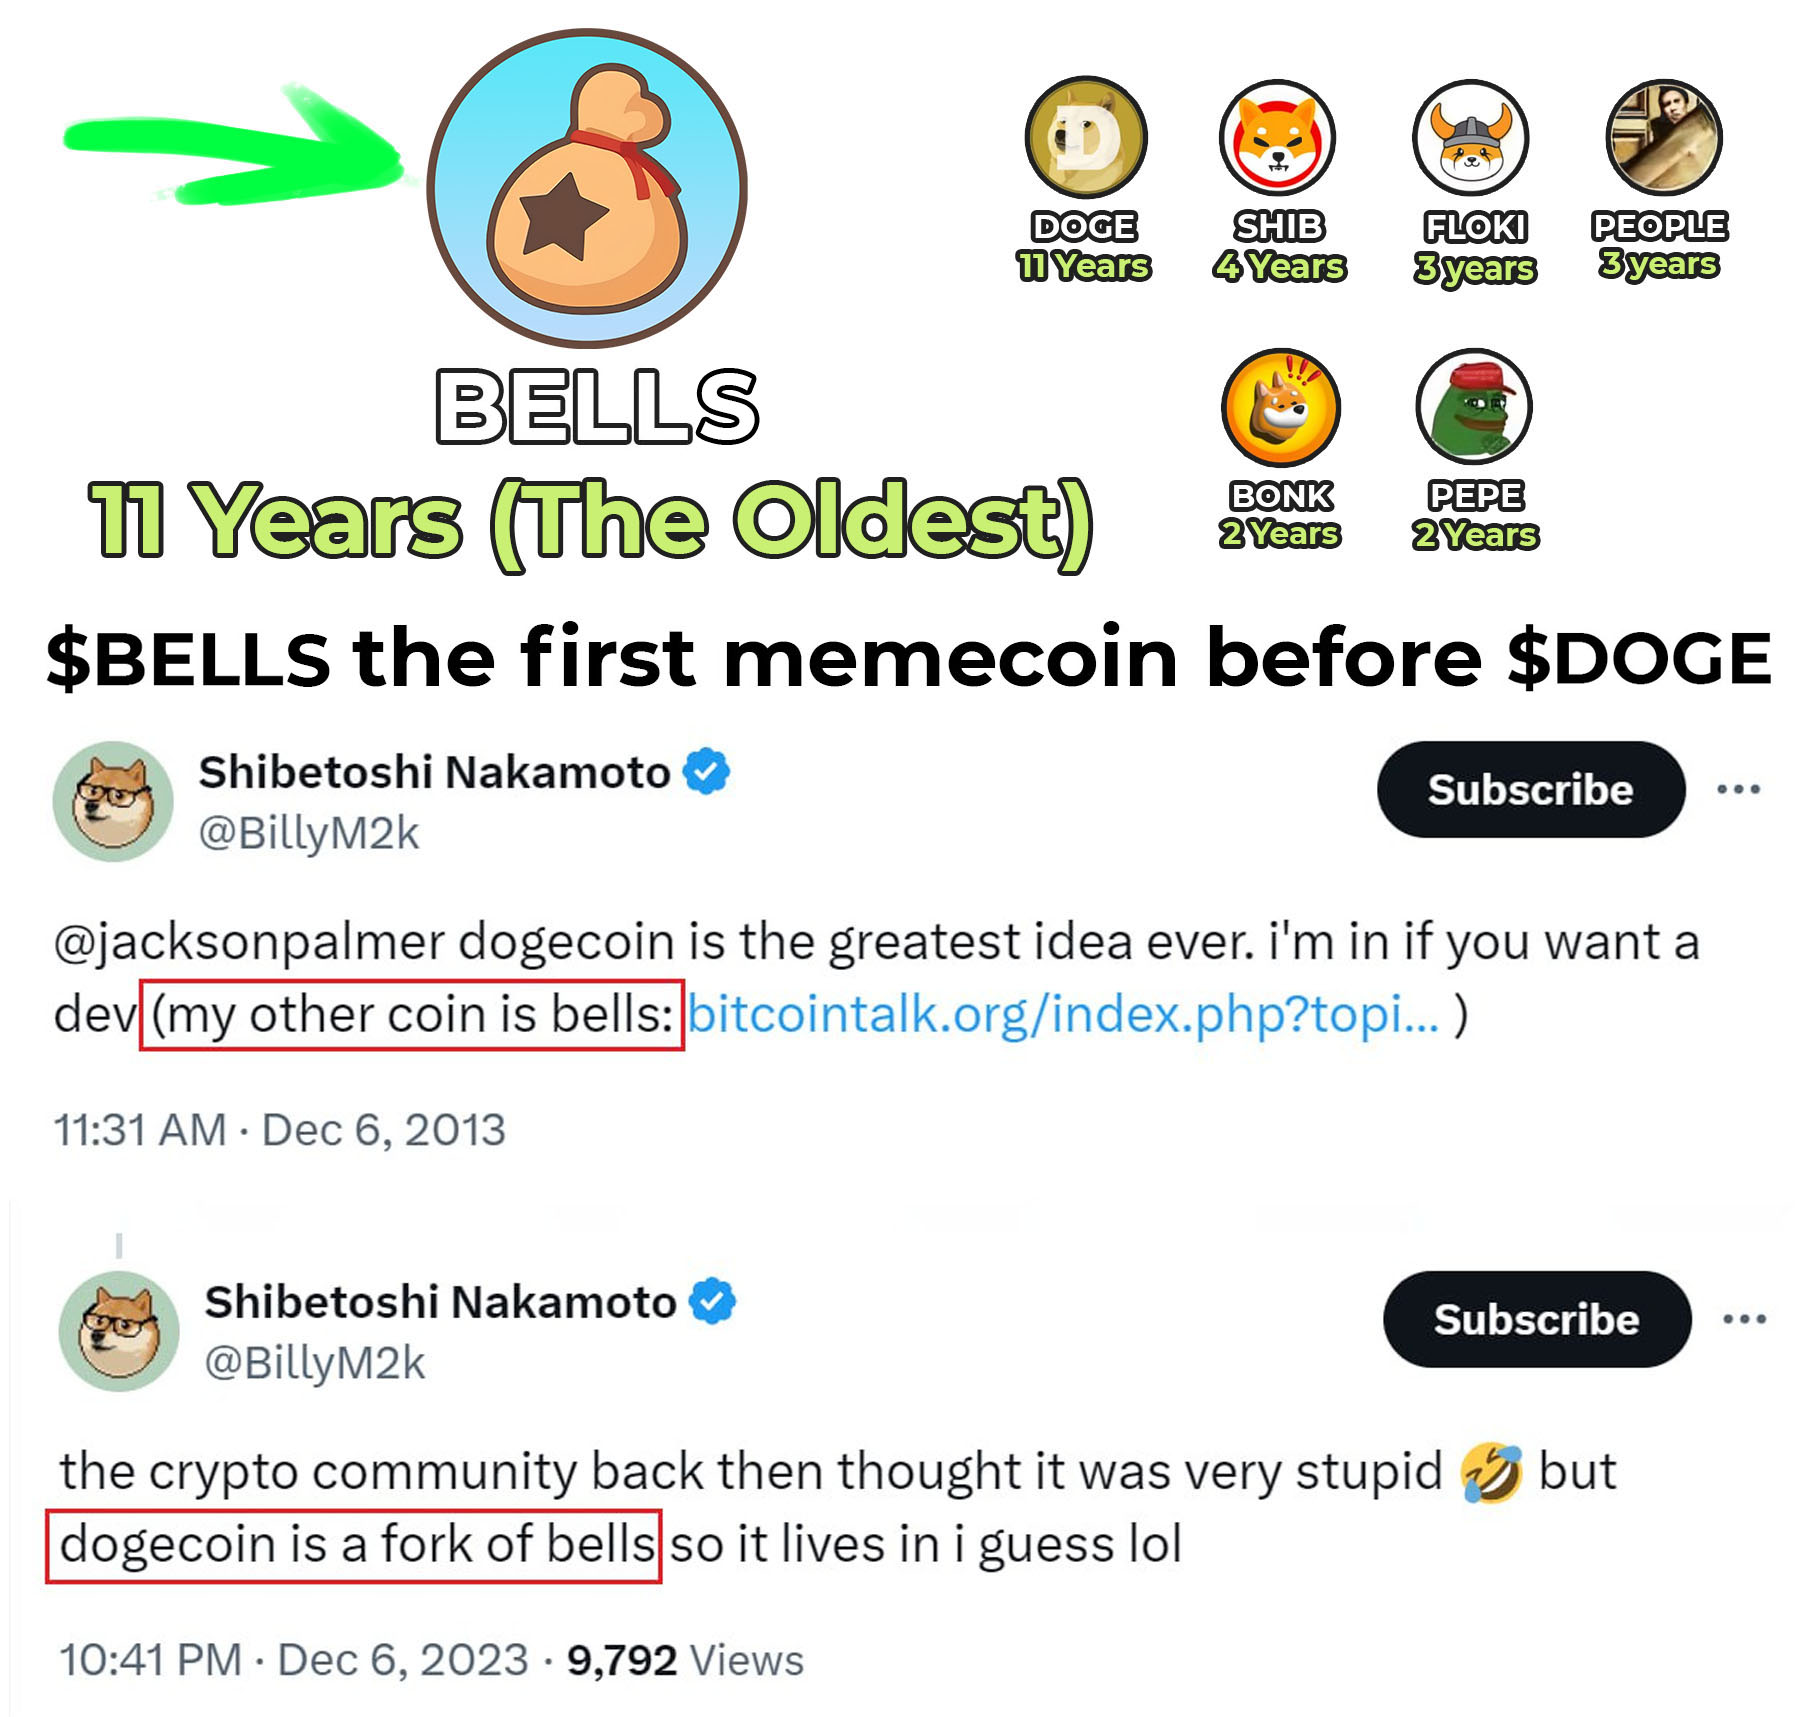 BELLS
11 Years (The Oldest)
D
DOGE
11 Years
SHIB
4 Years
FLOKI
3 years
PEOPLE
3 years
!!!
BONK
2 Years
PEPE
2 Years
$BELLS the first memecoin before $DOGE
Shibetoshi Nakamoto
@BillyM2k
Subscribe
@jacksonpalmer dogecoin is the greatest idea ever. i'm in if you want a
dev (my other coin is bells: bitcointalk.org/index.php?topi... )
11:31 AM · Dec 6, 2013
Shibetoshi Nakamoto
@BillyM2k
Subscribe
the crypto community back then thought it was very stupid 🤣 but
dogecoin is a fork of bells so it lives in i guess lol
10:41 PM · Dec 6, 2023 · 9,792 Views